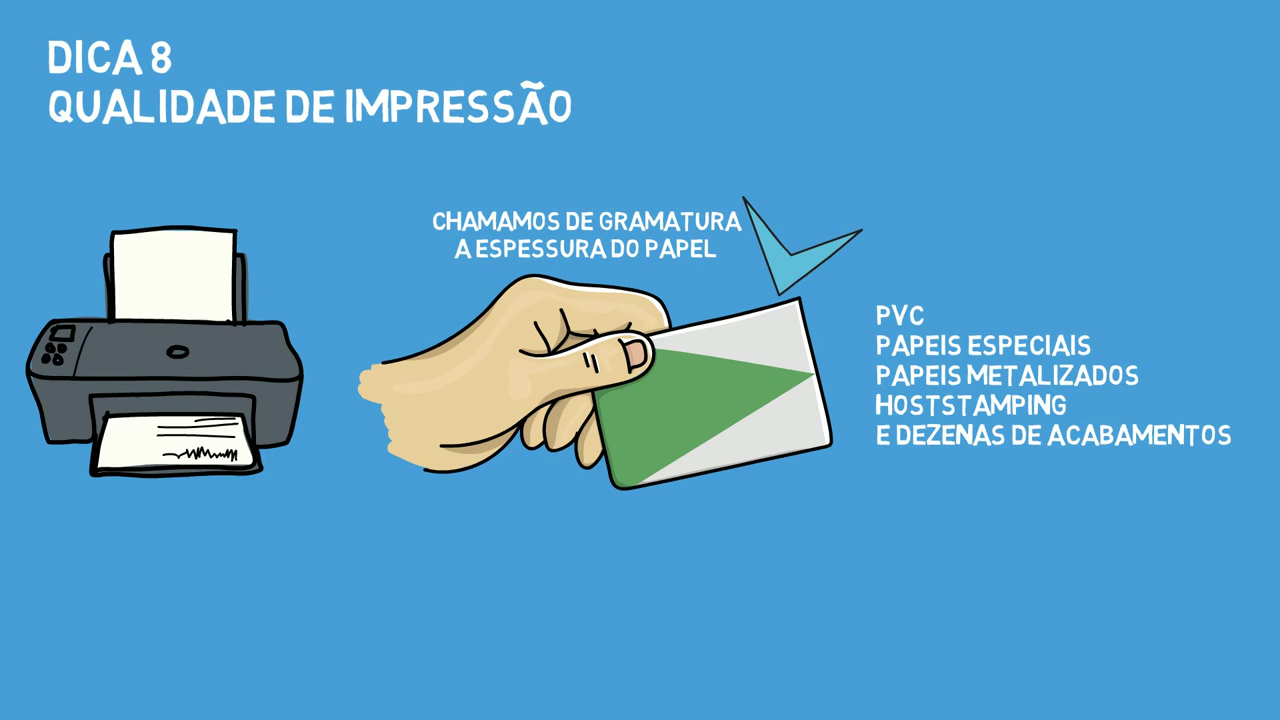 DICA 8
QUALIDADE DE IMPRESSÃO
CHAMAMOS DE GRAMATURA
A ESPESSURA DO PAPEL
PVC
PAPEIS ESPECIAIS
PAPEIS METALIZADOS
HOSTSTAMPING
E DEZENAS DE ACABAMENTOS